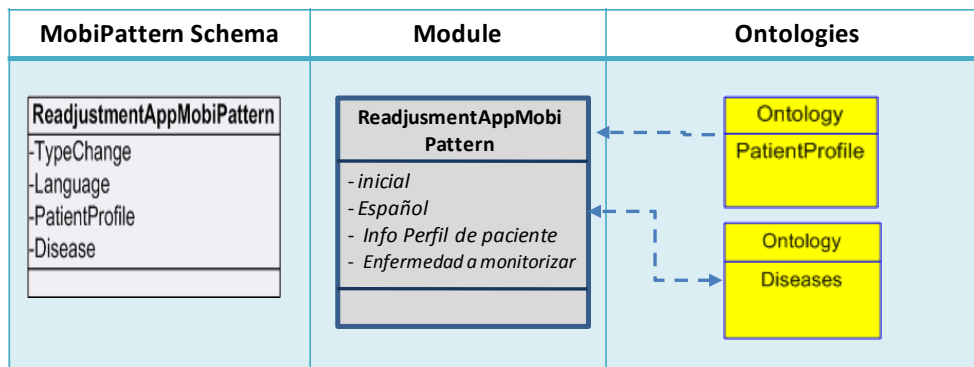 MobiPattern Schema
Module
Ontologies
ReadjustmentAppMobiPattern
-TypeChange
-Language
-PatientProfile
-Disease
ReadjusmentAppMobi
Pattern
- inicial
- Español
- Info Perfil de paciente
- Enfermedad a monitorizar
Ontology
PatientProfile
Ontology
Diseases